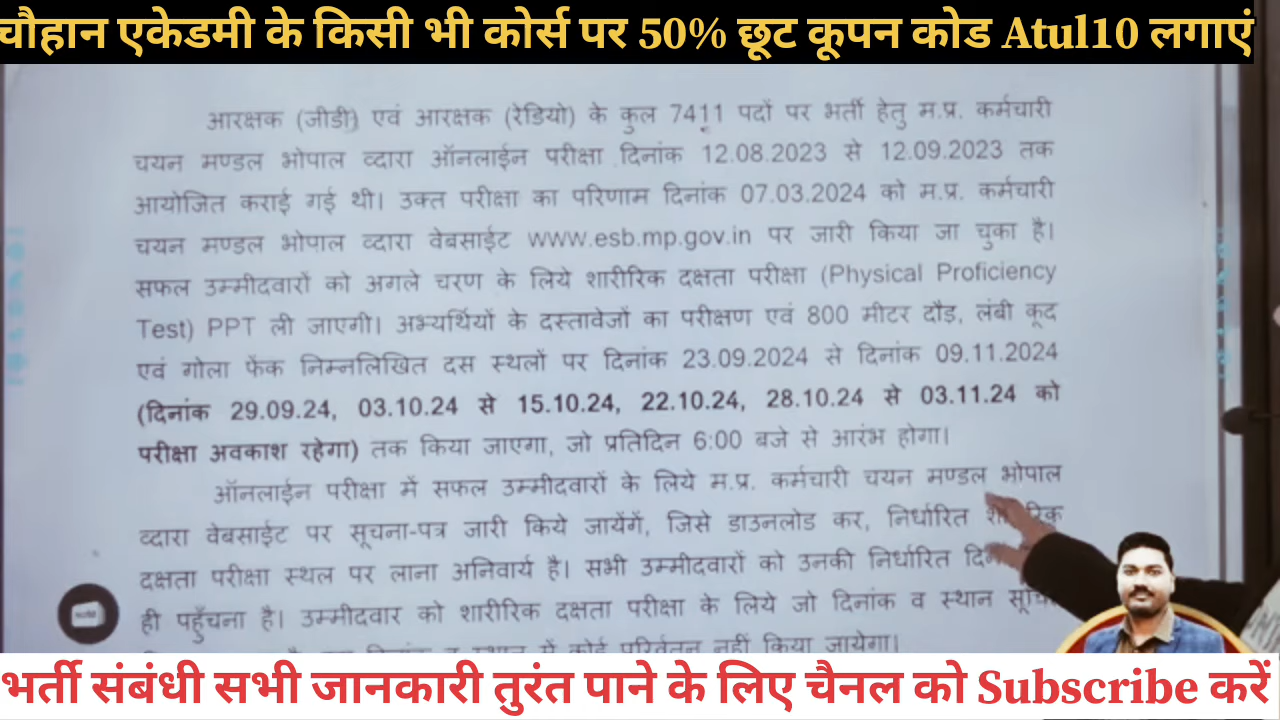 चौहान एकेडमी के किसी भी कोर्स पर 50% छूट कूपन कोड Atul10 लगाएं
आरक्षक (जीडी) एवं आरक्षक (रेडियो) के कुल 7411 पदों पर भर्ती हेतु म.प्र. कर्मचारी
चयन मण्डल भोपाल व्दारा ऑनलाईन परीक्षा दिनांक 12.08.2023 से 12.09.2023 तक
आयोजित कराई गई थी। उक्त परीक्षा का परिणाम दिनांक 07.03.2024 को म.प्र. कर्मचारी
चयन मण्डल भोपाल व्दारा वेबसाईट www.esb.mp.gov.in पर जारी किया जा चुका है।
सफल उम्मीदवारों को अगले चरण के लिये शारीरिक दक्षता परीक्षा (Physical Proficiency
Test) PPT ली जाएगी। अभ्यर्थियों के दस्तावेजों का परीक्षण एवं 800 मीटर दौड़, लंबी कूद
एवं गोला फेंक निम्नलिखित दस स्थलों पर दिनांक 23.09.2024 से दिनांक 09.11.2024
(दिनांक 29.09.24, 03.10.24 से 15.10.24, 22.10.24, 28.10.24 से 03.11.24 को
परीक्षा अवकाश रहेगा) तक किया जाएगा, जो प्रतिदिन 6:00 बजे से आरंभ होगा।
ऑनलाईन परीक्षा में सफल उम्मीदवारों के लिये म.प्र. कर्मचारी चयन मण्डल भोपाल
व्दारा वेबसाईट पर सूचना-पत्र जारी किये जायेंगें, जिसे डाउनलोड कर, निर्धारित
दक्षता परीक्षा स्थल पर लाना अनिवार्य है। सभी उम्मीदवारों को उनकी निर्धारित
ही पहुँचना है। उम्मीदवार को शारीरिक दक्षता परीक्षा के लिये जो दिनांक व स्थान
दिनांक व स्थान में कोई परिर्वतन नहीं किया जायेगा।
भर्ती संबंधी सभी जानकारी तुरंत पाने के लिए चैनल को Subscribe करें